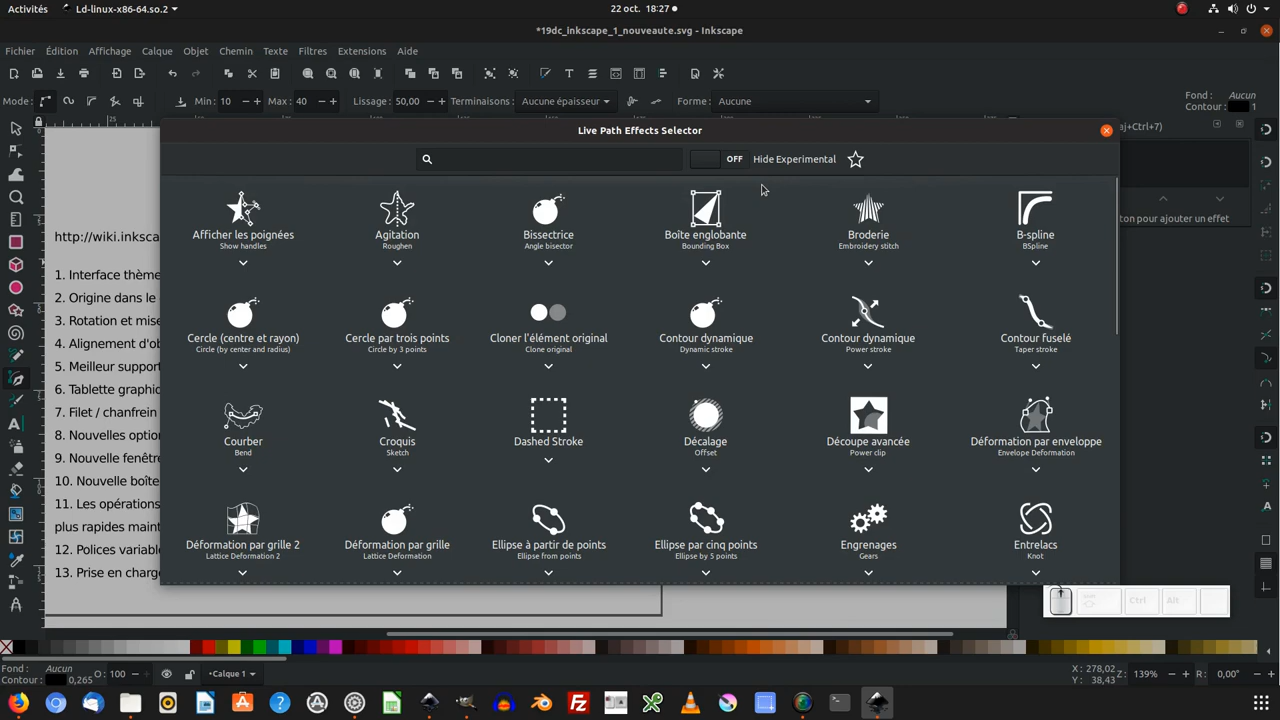 Activités
Ld-linux-x86-64.so.2
22 oct. 18:27
*19dc_inkscape_1_nouveaute.svg - Inkscape
Fichier Édition Affichage Calque Objet Chemin Texte Filtres Extensions Aide
Mode: Min : 10 Max : 40 Lissage : 50,00 Terminaisons : Aucune épaisseur Forme : Aucune
Fond : Aucun
Contour : 1
25
Live Path Effects Selector
aj+Ctrl+7)
OFF Hide Experimental
ton pour ajouter un effet
Afficher les poignées Agitation Bissectrice Boîte englobante Broderie B-spline
Show handles Roughen Angle bisector Bounding Box Embroidery stitch BSpline
Cercle (centre et rayon) Cercle par trois points Cloner l'élément original Contour dynamique Contour dynamique Contour fuselé
Circle (by center and radius) Circle by 3 points Clone original Dynamic stroke Power stroke Taper stroke
Courber Croquis Dashed Stroke Décalage Découpe avancée Déformation par enveloppe
Bend Sketch Offset Power clip Envelope Deformation
Déformation par grille 2 Déformation par grille Ellipse à partir de points Ellipse par cinq points Engrenages Entrelacs
Lattice Deformation 2 Lattice Deformation Ellipse from points Ellipse by 5 points Gears Knot
http://wiki.inksca
1. Interface thème
2. Origine dans le
3. Rotation et mise
4. Alignement d'ob
5. Meilleur support
6. Tablette graphic
7. Filet / chanfrein
8. Nouvelles option
9. Nouvelle fenêtre
10. Nouvelle boîte
11. Les opérations
plus rapides maint
12. Polices variable
13. Prise en charg
Shift Ctrl Alt
Fond : Aucun
Contour : 0,265
O: 100
•Calque 1
X : 278,02
Y : 38,43
Z : 139%
R : 0,00°